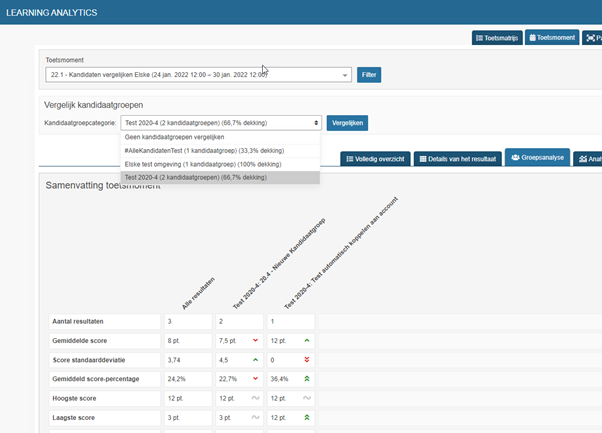 LEARNING ANALYTICS
Toetsmatrijs Toetsmoment
Toetsmoment
22.1 - Kandidaten vergelijken Elske (24 jan. 2022 12:00 – 30 jan. 2022 12:00) Filter
Vergelijk kandidaatgroepen
Kandidaatgroepcategorie: Test 2020-4 (2 kandidaatgroepen) (66,7% dekking) Vergelijken
Geen kandidaatgroepen vergelijken
#AlleKandidatenTest (1 kandidaatgroep) (33,3% dekking)
Elske test omgeving (1 kandidaatgroep) (100% dekking)
Test 2020-4 (2 kandidaatgroepen) (66,7% dekking)
Volledig overzicht Details van het resultaat Groepsanalyse Anal
Samenvatting toetsmoment
Alle resultaten
Test 2020-4: 20.4 - Nieuwe Kandidaatgroep
Test 2020-4: Test automatisch koppelen aan account
Aantal resultaten 3 2 1
Gemiddelde score 8 pt. 7,5 pt. 12 pt.
Score standaarddeviatie 3,74 4,5 0
Gemiddeld score-percentage 24,2% 22,7% 36,4%
Hoogste score 12 pt. 12 pt. 12 pt.
Laagste score 3 pt. 3 pt. 12 pt.